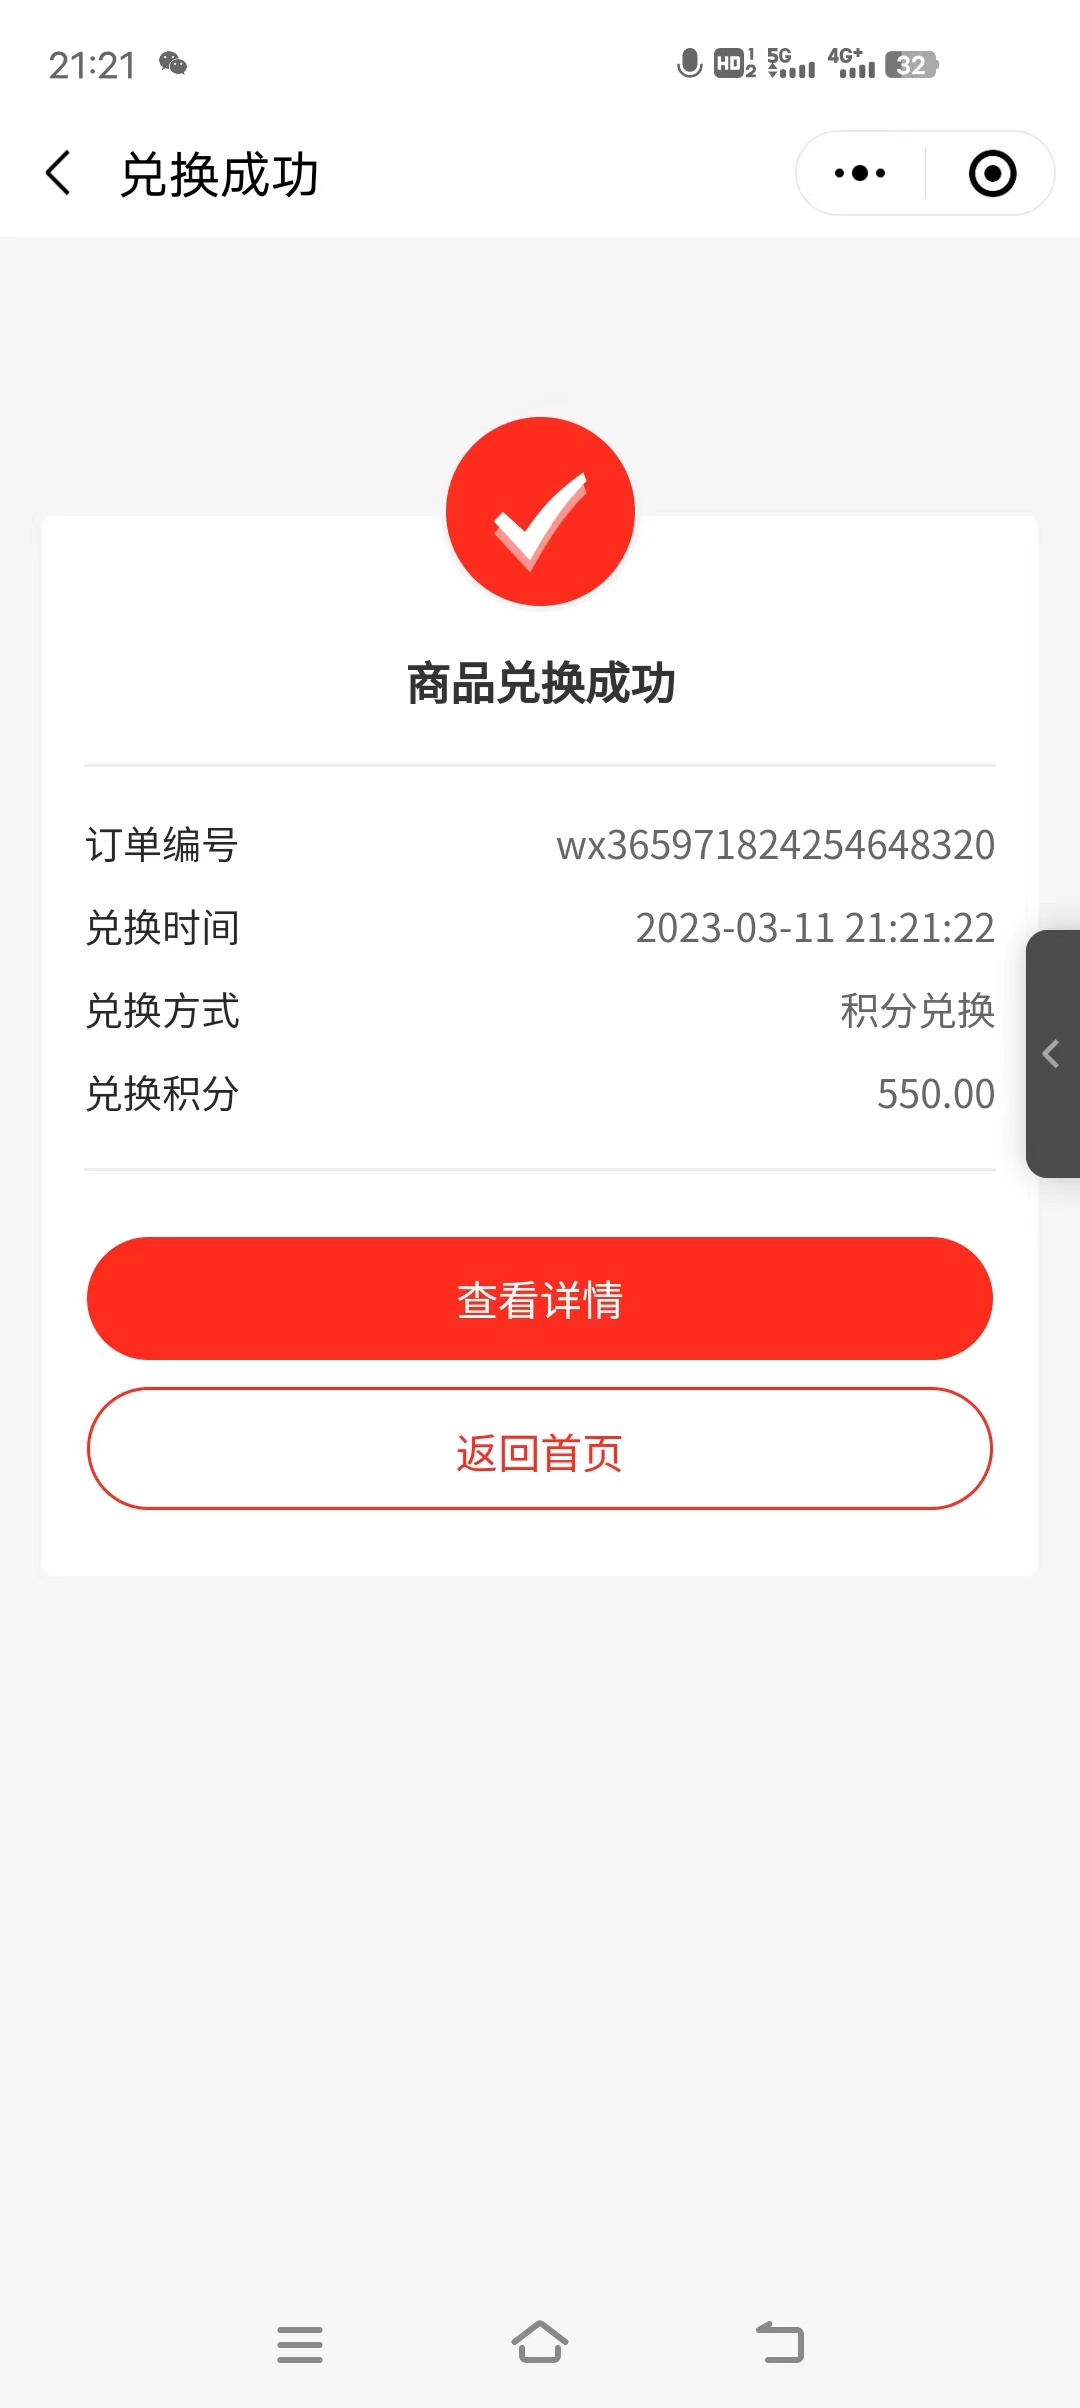 21:21
HD 1 2 5G 4G+ 32
兑换成功
商品兑换成功
订单编号 wx365971824254648320
兑换时间 2023-03-11 21:21:22
兑换方式 积分兑换
兑换积分 550.00
查看详情
返回首页